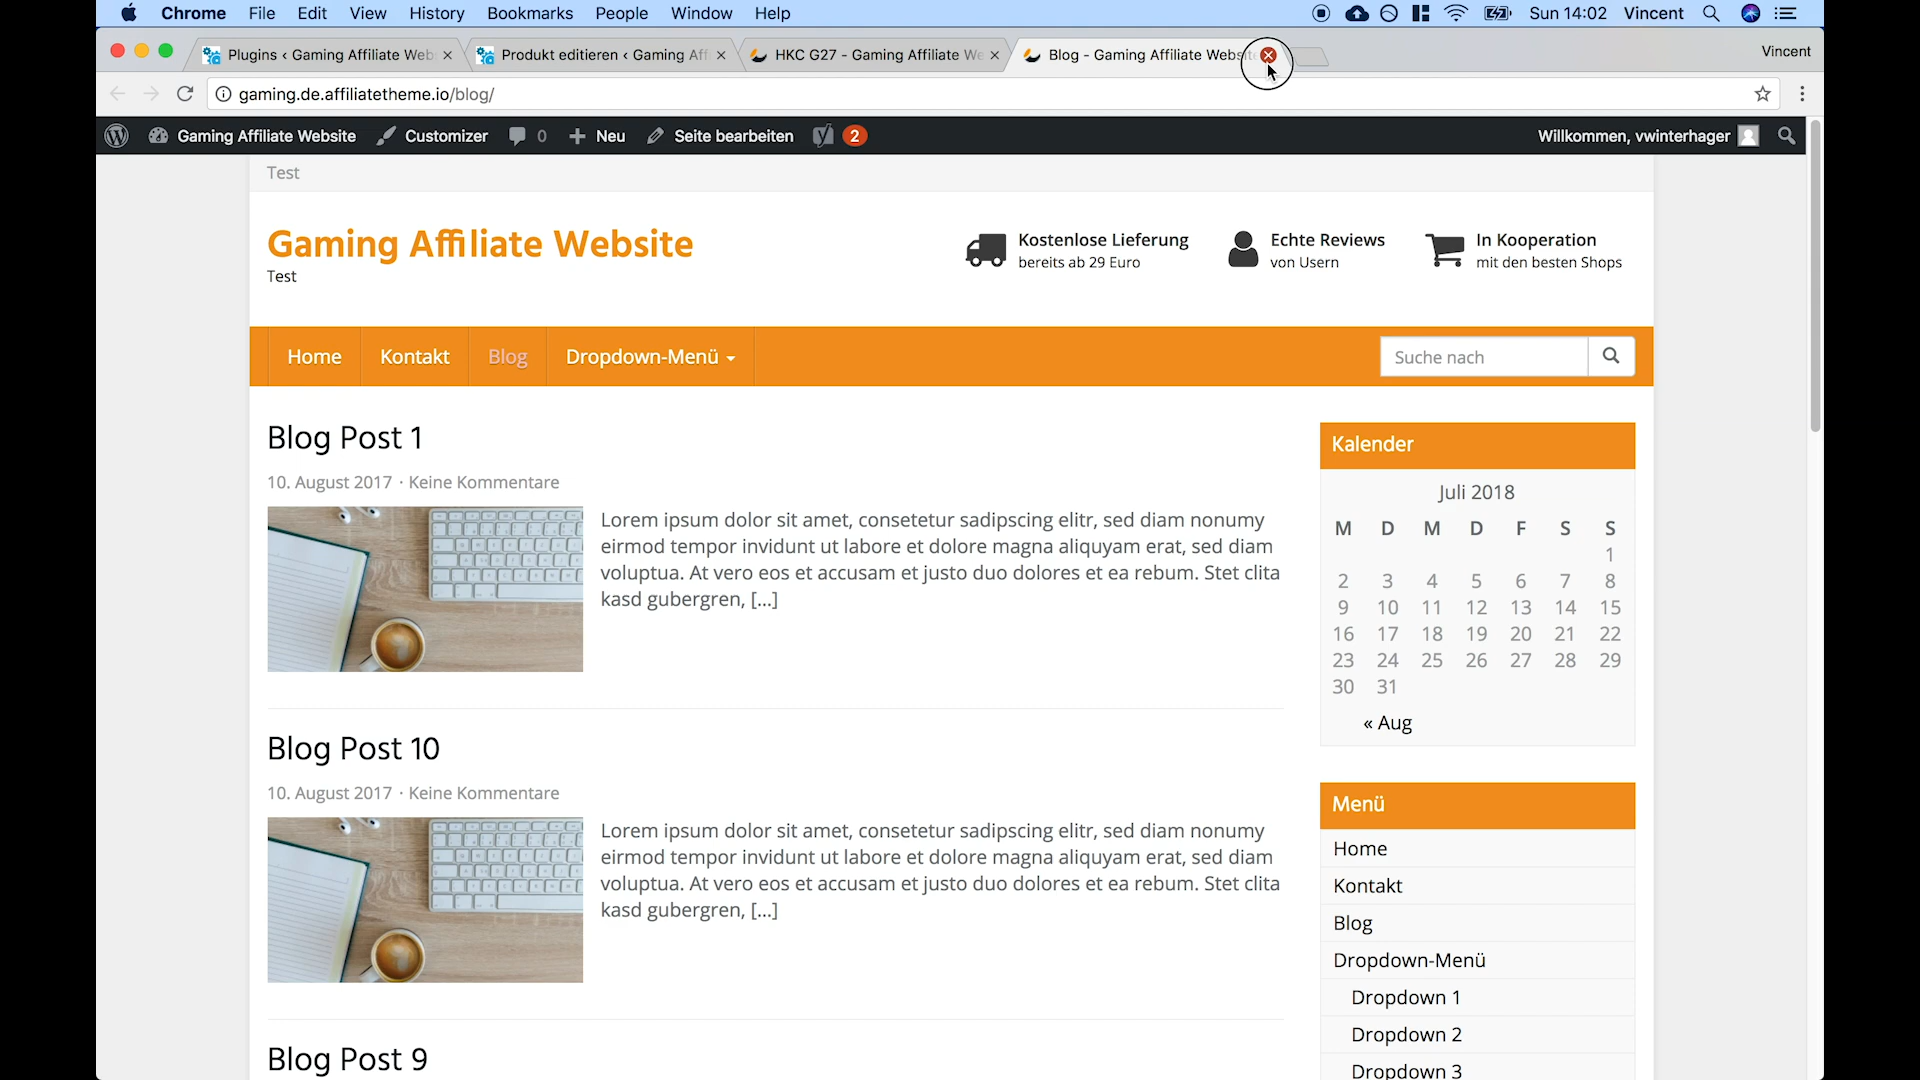 Chrome File Edit View History Bookmarks People Window Help Sun 14:02 Vincent
Plugins ‹ Gaming Affiliate Web Produkt editieren ‹ Gaming Aff HKC G27 - Gaming Affiliate We Blog - Gaming Affiliate Websit Vincent
gaming.de.affiliatetheme.io/blog/
Gaming Affiliate Website Customizer 0 Neu Seite bearbeiten 2 Willkommen, vwinterhager
Test
Gaming Affiliate Website
Test
Kostenlose Lieferung
bereits ab 29 Euro
Echte Reviews
von Usern
In Kooperation
mit den besten Shops
Home Kontakt Blog Dropdown-Menü Suche nach
Blog Post 1
10. August 2017 · Keine Kommentare
Lorem ipsum dolor sit amet, consetetur sadipscing elitr, sed diam nonumy
eirmod tempor invidunt ut labore et dolore magna aliquyam erat, sed diam
voluptua. At vero eos et accusam et justo duo dolores et ea rebum. Stet clita
kasd gubergren, [...]
Blog Post 10
10. August 2017 · Keine Kommentare
Lorem ipsum dolor sit amet, consetetur sadipscing elitr, sed diam nonumy
eirmod tempor invidunt ut labore et dolore magna aliquyam erat, sed diam
voluptua. At vero eos et accusam et justo duo dolores et ea rebum. Stet clita
kasd gubergren, [...]
Blog Post 9
Kalender
Juli 2018
M D M D F S S
1
2 3 4 5 6 7 8
9 10 11 12 13 14 15
16 17 18 19 20 21 22
23 24 25 26 27 28 29
30 31
« Aug
Menü
Home
Kontakt
Blog
Dropdown-Menü
Dropdown 1
Dropdown 2
Dropdown 3